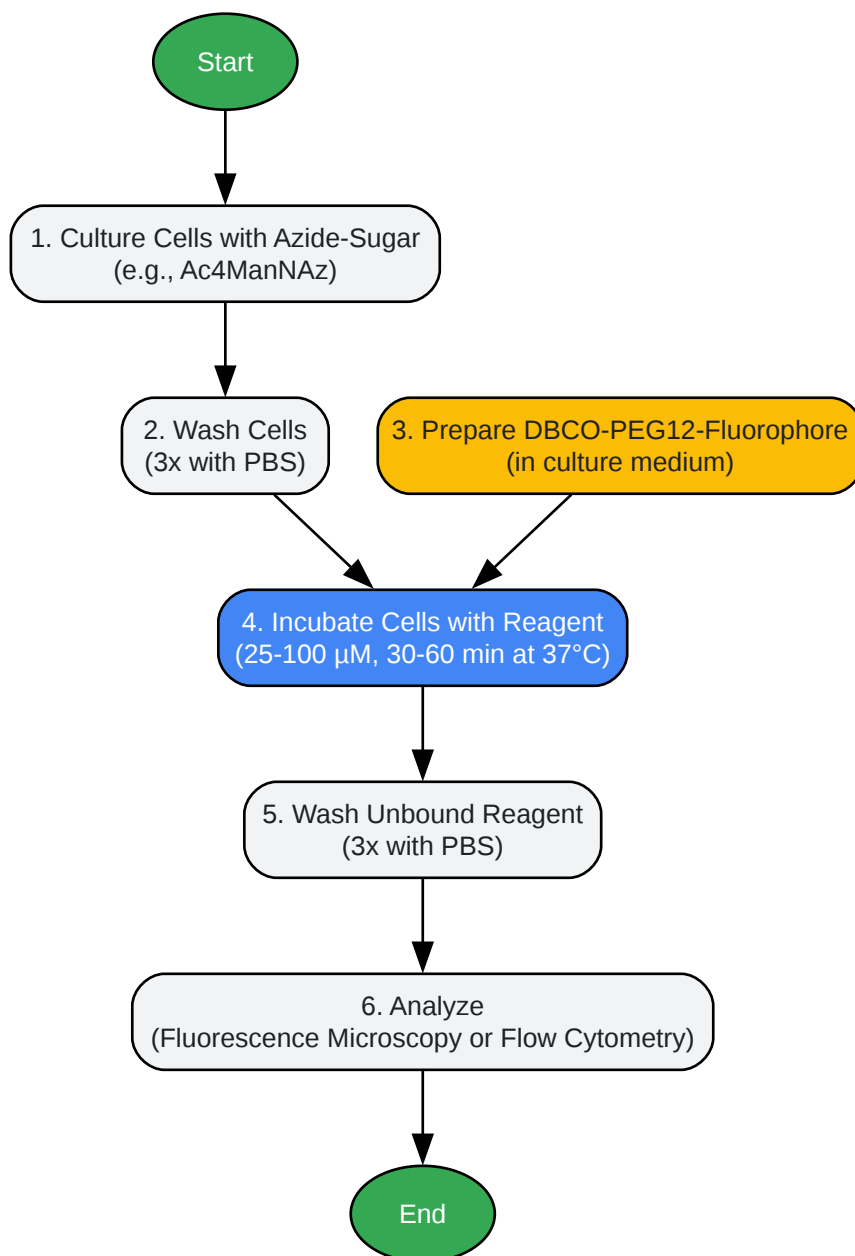 Start
1. Culture Cells with Azide-Sugar
(e.g., Ac4ManNAz)
2. Wash Cells
(3x with PBS)
3. Prepare DBCO-PEG12-Fluorophore
(in culture medium)
4. Incubate Cells with Reagent
(25-100 µM, 30-60 min at 37°C)
5. Wash Unbound Reagent
(3x with PBS)
6. Analyze
(Fluorescence Microscopy or Flow Cytometry)
End